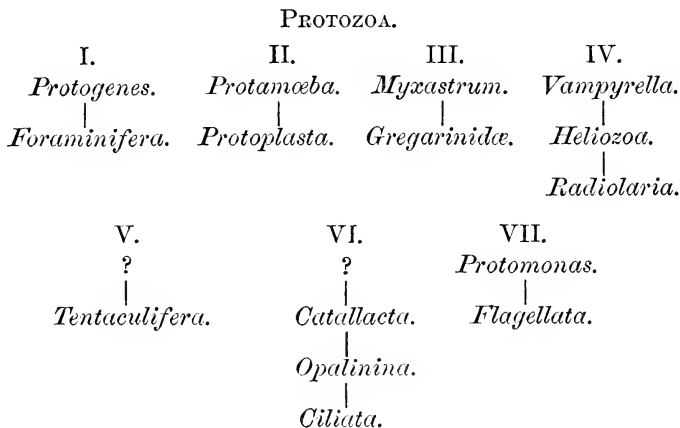 PROTOZOA.
I. II. III. IV.
Protogenes. Protamœba. Myxastrum. Vampyrella.
Foraminifera. Protoplasta. Gregarinidæ. Heliozoa.
Radiolaria.
V. VI. VII.
? ? Protomonas.
Tentaculifera. Catallacta. Flagellata.
Opalinina.
Ciliata.